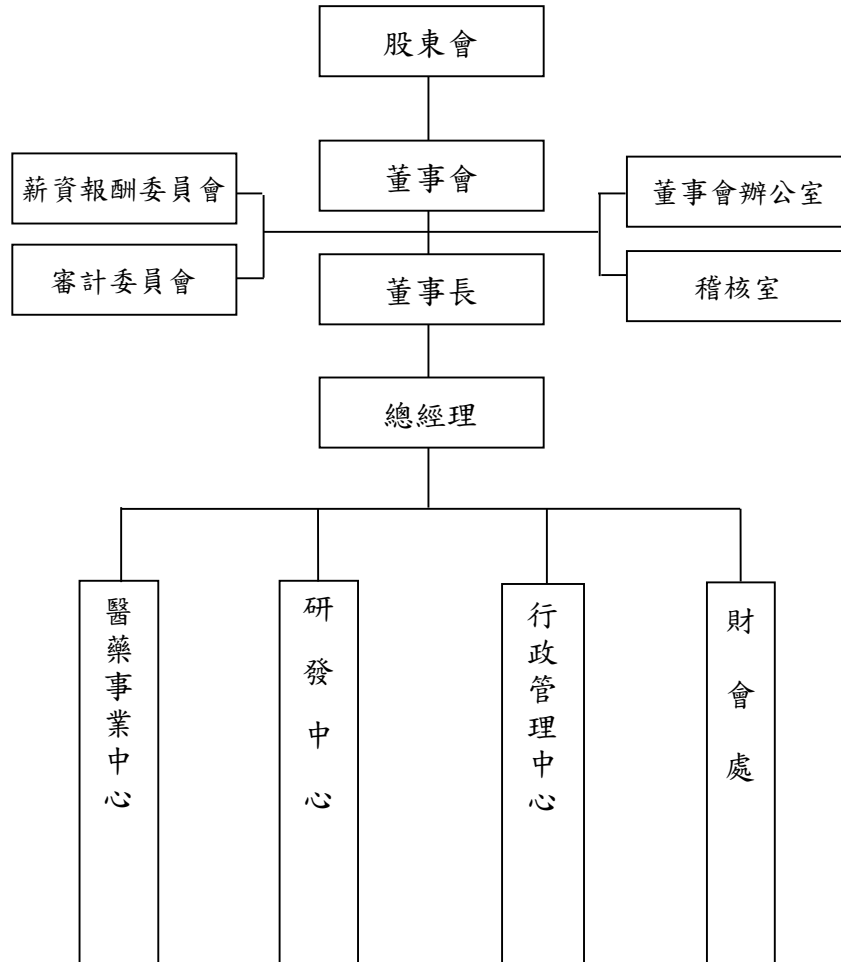 股東會
薪資報酬委員會
董事會
董事會辦公室
審計委員會
董事長
稽核室
總經理
醫藥事業中心
研發中心
行政管理中心
財會處